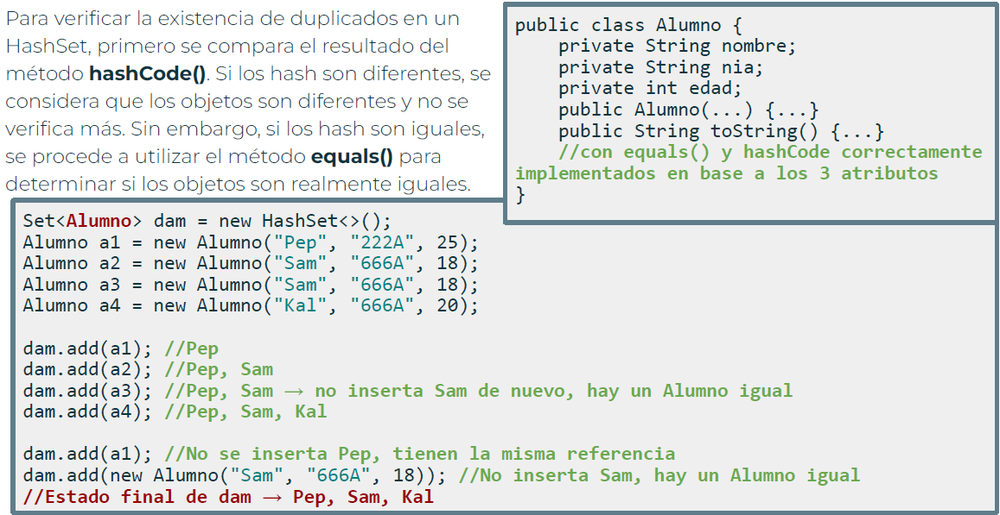 Para verificar la existencia de duplicados en un
HashSet, primero se compara el resultado del
método hashCode(). Si los hash son diferentes, se
considera que los objetos son diferentes y no se
verifica más. Sin embargo, si los hash son iguales,
se procede a utilizar el método equals() para
determinar si los objetos son realmente iguales.
public class Alumno {
    private String nombre;
    private String nia;
    private int edad;
    public Alumno(...) {...}
    public String toString() {...}
    //con equals() y hashCode correctamente
implementados en base a los 3 atributos
}
Set<Alumno> dam = new HashSet<>();
Alumno a1 = new Alumno("Pep", "222A", 25);
Alumno a2 = new Alumno("Sam", "666A", 18);
Alumno a3 = new Alumno("Sam", "666A", 18);
Alumno a4 = new Alumno("Kal", "666A", 20);

dam.add(a1); //Pep
dam.add(a2); //Pep, Sam
dam.add(a3); //Pep, Sam → no inserta Sam de nuevo, hay un Alumno igual
dam.add(a4); //Pep, Sam, Kal

dam.add(a1); //No se inserta Pep, tienen la misma referencia
dam.add(new Alumno("Sam", "666A", 18)); //No inserta Sam, hay un Alumno igual
//Estado final de dam → Pep, Sam, Kal